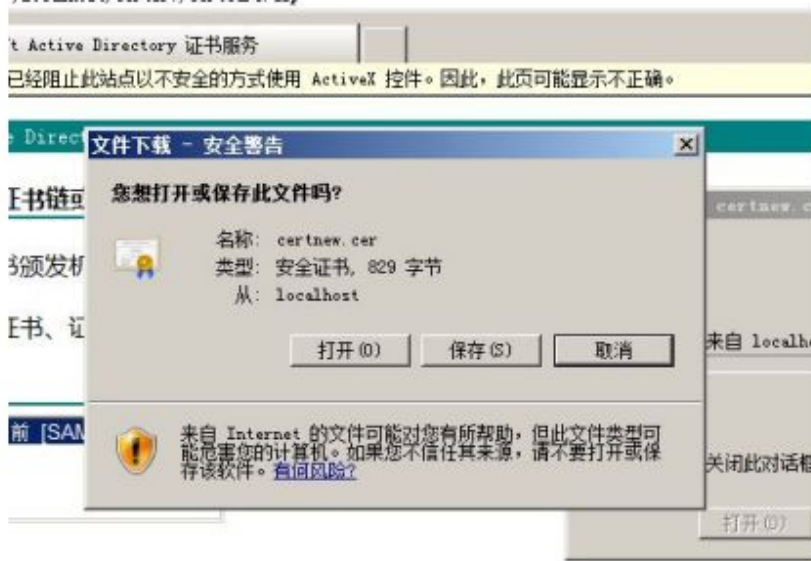 't Active Directory 证书服务
已经阻止此站点以不安全的方式使用 ActiveX 控件。因此，此页可能显示不正确。
Direct
文件下载 - 安全警告
证书链或
您想打开或保存此文件吗?
certnew.c
名称: certnew.cer
书颁发机
类型: 安全证书, 829 字节
从: localhost
证书、证
打开(O) 保存(S) 取消
来自 localho
前 [SAM
来自 Internet 的文件可能对您有所帮助，但此文件类型可
能危害您的计算机。如果您不信任其来源，请不要打开或保
存该软件。有何风险?
关闭此对话框
打开(O)